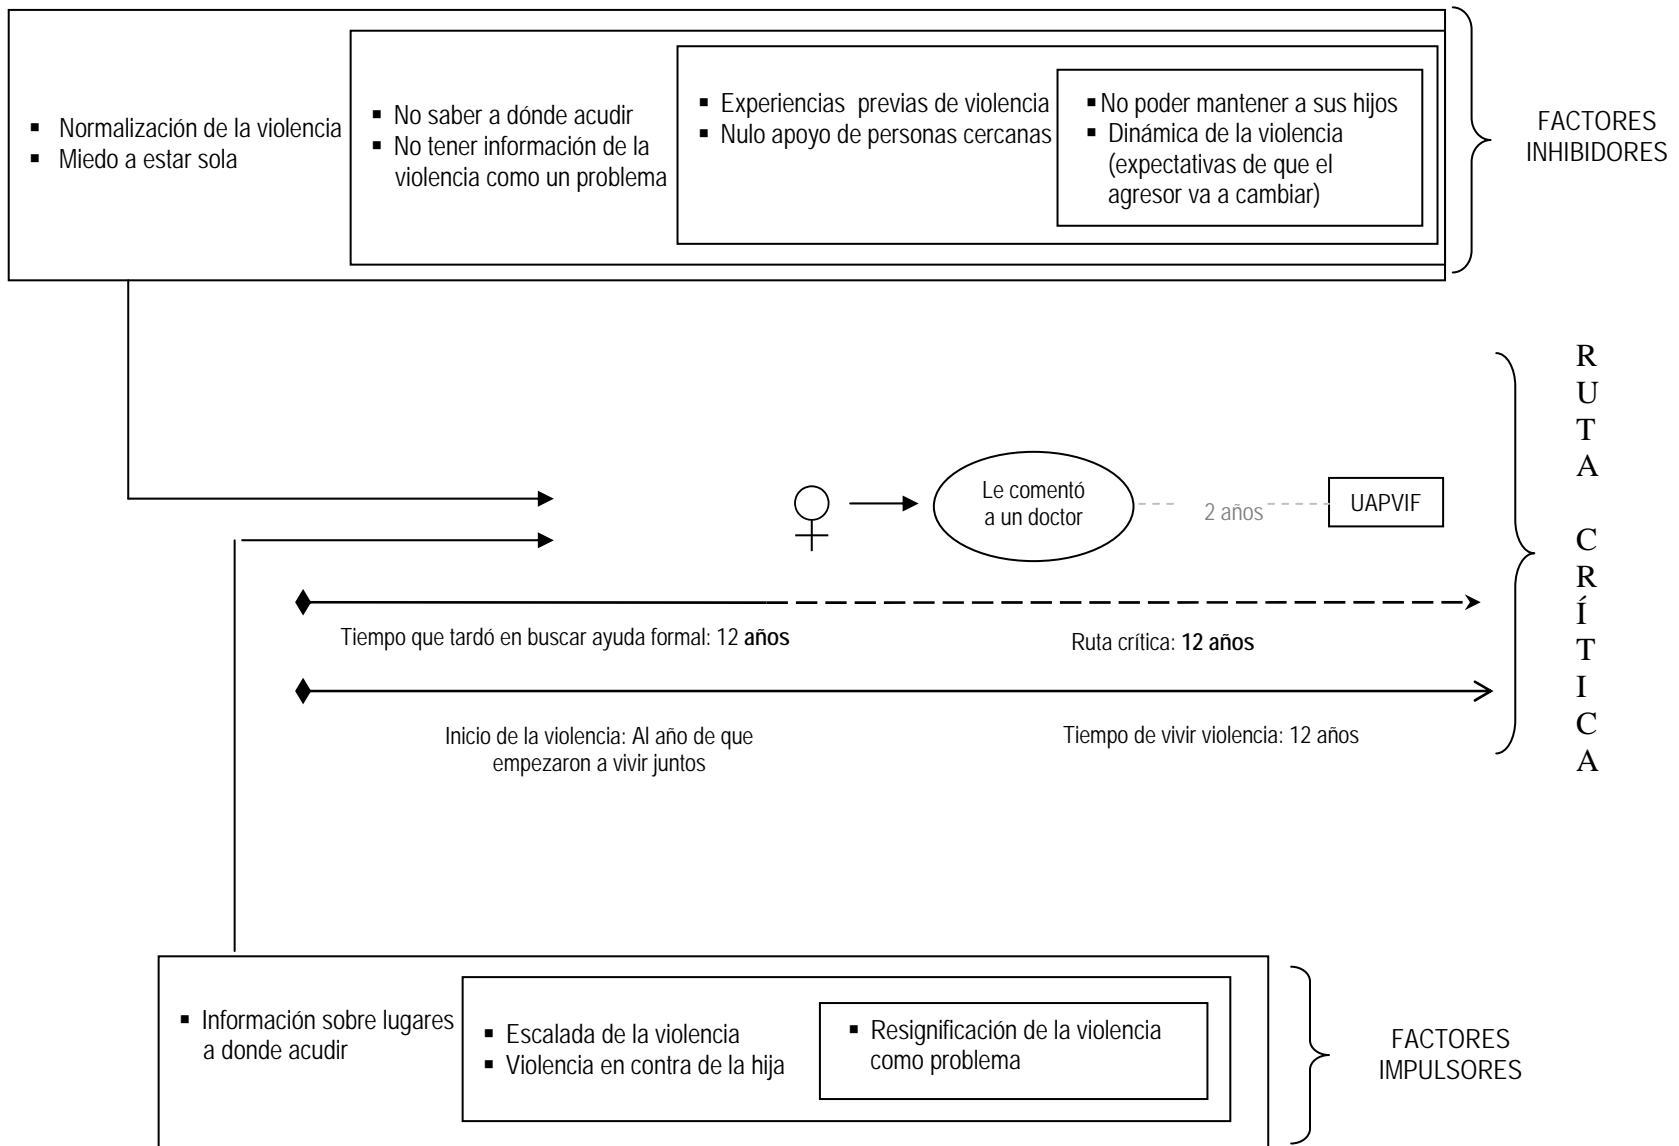 ▪ Normalización de la violencia
▪ Miedo a estar sola
▪ No saber a dónde acudir
▪ No tener información de la
violencia como un problema
▪ Experiencias previas de violencia
▪ Nulo apoyo de personas cercanas
▪ No poder mantener a sus hijos
▪ Dinámica de la violencia
(expectativas de que el
agresor va a cambiar)
FACTORES
INHIBIDORES
Le comentó
a un doctor
2 años
UAPVIF
Tiempo que tardó en buscar ayuda formal: 12 años
Ruta crítica: 12 años
Inicio de la violencia: Al año de que
empezaron a vivir juntos
Tiempo de vivir violencia: 12 años
R
U
T
A
C
R
Í
T
I
C
A
▪ Información sobre lugares
a donde acudir
▪ Escalada de la violencia
▪ Violencia en contra de la hija
▪ Resignificación de la violencia
como problema
FACTORES
IMPULSORES